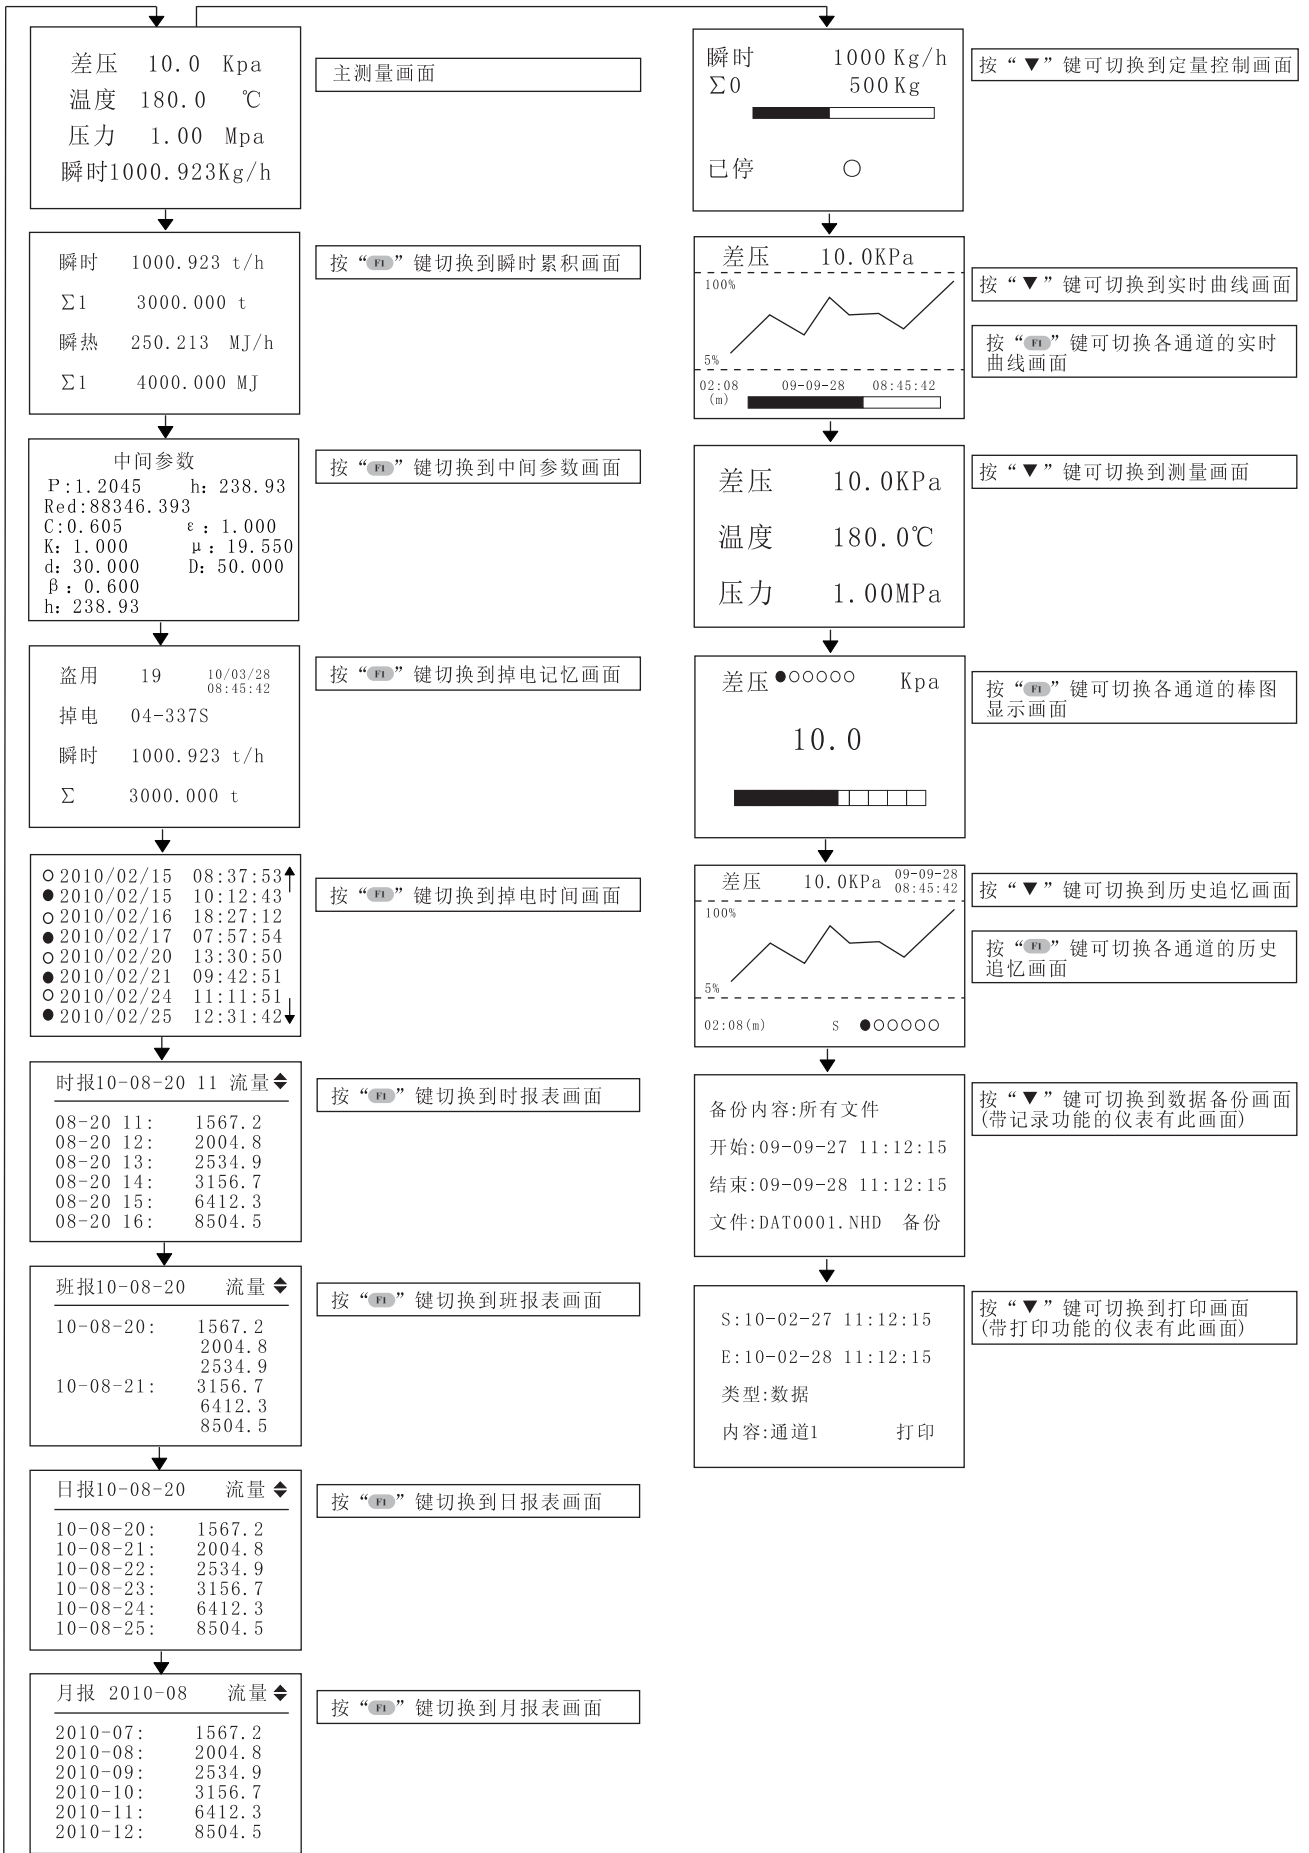 差压 10.0 Kpa
温度 180.0 ℃
压力 1.00 Mpa
瞬时1000.923Kg/h
主测量画面
瞬时 1000.923 t/h
∑1 3000.000 t
瞬热 250.213 MJ/h
∑1 4000.000 MJ
按“F1”键切换到瞬时累积画面
中间参数
P:1.2045 h: 238.93
Red:88346.393
C:0.605 ε: 1.000
K: 1.000 μ: 19.550
d: 30.000 D: 50.000
β: 0.600
h: 238.93
按“F1”键切换到中间参数画面
盗用 19 10/03/28
08:45:42
掉电 04-337S
瞬时 1000.923 t/h
∑ 3000.000 t
按“F1”键切换到掉电记忆画面
○2010/02/15 08:37:53↑
●2010/02/15 10:12:43
○2010/02/16 18:27:12
●2010/02/17 07:57:54
○2010/02/20 13:30:50
●2010/02/21 09:42:51
○2010/02/24 11:11:51
●2010/02/25 12:31:42↓
按“F1”键切换到掉电时间画面
时报10-08-20 11 流量
08-20 11: 1567.2
08-20 12: 2004.8
08-20 13: 2534.9
08-20 14: 3156.7
08-20 15: 6412.3
08-20 16: 8504.5
按“F1”键切换到时报表画面
班报10-08-20 流量
10-08-20: 1567.2
2004.8
2534.9
10-08-21: 3156.7
6412.3
8504.5
按“F1”键切换到班报表画面
日报10-08-20 流量
10-08-20: 1567.2
10-08-21: 2004.8
10-08-22: 2534.9
10-08-23: 3156.7
10-08-24: 6412.3
10-08-25: 8504.5
按“F1”键切换到日报表画面
月报 2010-08 流量
2010-07: 1567.2
2010-08: 2004.8
2010-09: 2534.9
2010-10: 3156.7
2010-11: 6412.3
2010-12: 8504.5
按“F1”键切换到月报表画面
瞬时 1000 Kg/h
∑0 500 Kg
已停 ○
按“▼”键可切换到定量控制画面
差压 10.0KPa
100%
5%
02:08 09-09-28 08:45:42
(m)
按“▼”键可切换到实时曲线画面
按“F1”键可切换各通道的实时
曲线画面
差压 10.0KPa
温度 180.0℃
压力 1.00MPa
按“▼”键可切换到测量画面
差压●○○○○○ Kpa
10.0
按“F1”键可切换各通道的棒图
显示画面
差压 10.0KPa 09-09-28
08:45:42
100%
5%
02:08(m) S ●○○○○○
按“▼”键可切换到历史追忆画面
按“F1”键可切换各通道的历史
追忆画面
备份内容:所有文件
开始:09-09-27 11:12:15
结束:09-09-28 11:12:15
文件:DAT0001.NHD 备份
按“▼”键可切换到数据备份画面
(带记录功能的仪表有此画面)
S:10-02-27 11:12:15
E:10-02-28 11:12:15
类型:数据
内容:通道1 打印
按“▼”键可切换到打印画面
(带打印功能的仪表有此画面)